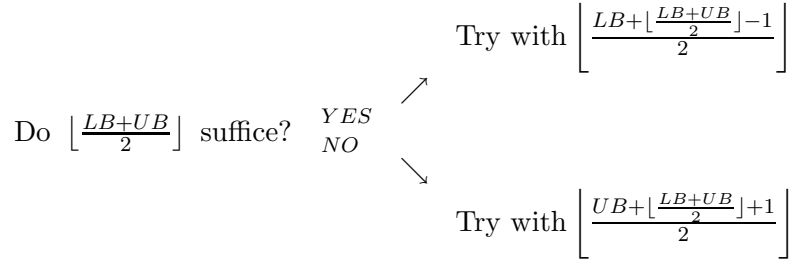 Try with ⌊(LB+⌊(LB+UB)/2⌋−1)/2⌋
Do ⌊(LB+UB)/2⌋ suffice? YES
NO
Try with ⌊(UB+⌊(LB+UB)/2⌋+1)/2⌋